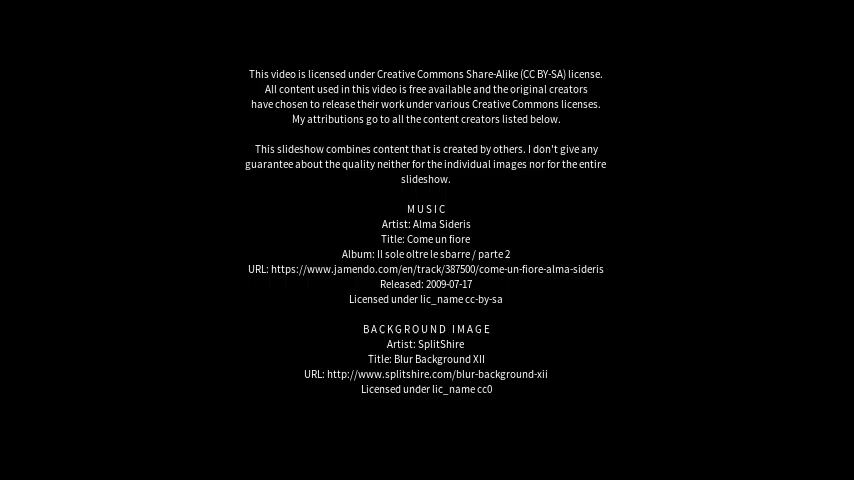 This video is licensed under Creative Commons Share-Alike (CC BY-SA) license.
All content used in this video is free available and the original creators
have chosen to release their work under various Creative Commons licenses.
My attributions go to all the content creators listed below.
This slideshow combines content that is created by others. I don't give any
guarantee about the quality neither for the individual images nor for the entire
slideshow.
MUSIC
Artist: Alma Sideris
Title: Come un fiore
Album: Il sole oltre le sbarre / parte 2
URL: https://www.jamendo.com/en/track/387500/come-un-fiore-alma-sideris
Released: 2009-07-17
Licensed under lic_name cc-by-sa
BACKGROUND IMAGE
Artist: SplitShire
Title: Blur Background XII
URL: http://www.splitshire.com/blur-background-xii
Licensed under lic_name cc0